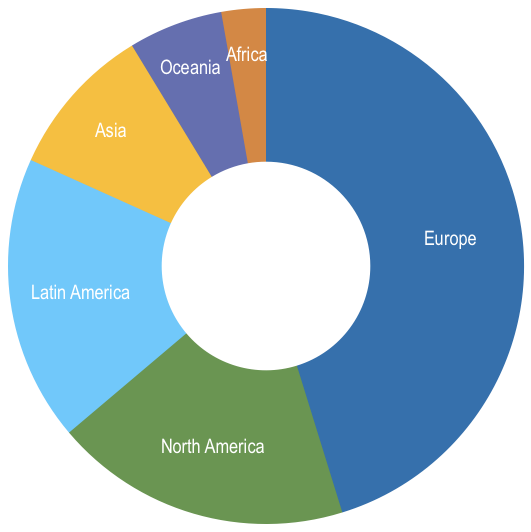 Africa
Oceania
Asia
Europe
Latin America
North America